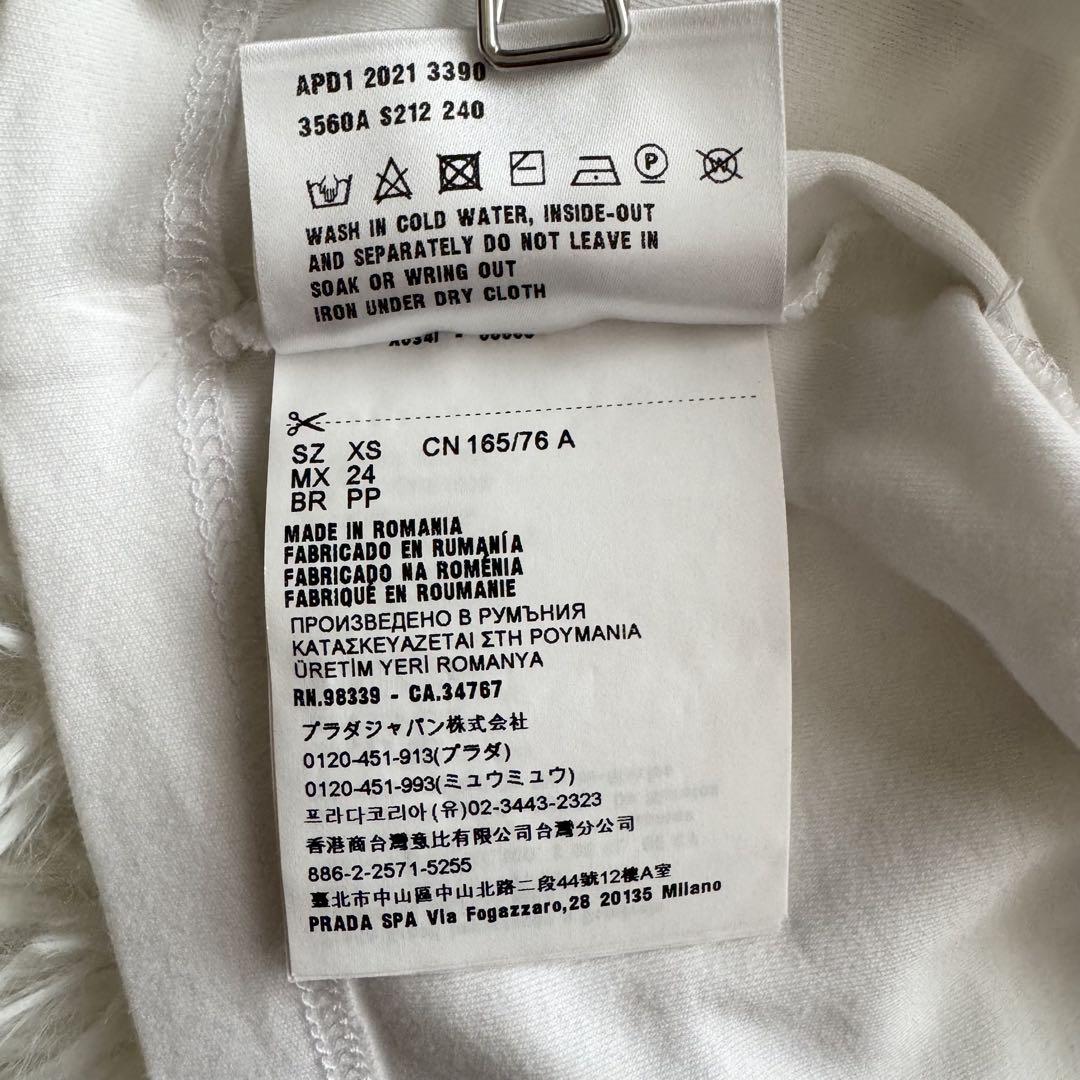 APD1 2021 3390
3560A S212 240
P W
WASH IN COLD WATER, INSIDE-OUT
AND SEPARATELY DO NOT LEAVE IN
SOAK OR WRING OUT
IRON UNDER DRY CLOTH
SZ XS CN 165/76 A
MX 24
BR PP
MADE IN ROMANIA
FABRICADO EN RUMANÍA
FABRICADO NA ROMÉNIA
FABRIQUÉ EN ROUMANIE
ПРОИЗВЕДЕНО В РУМЪНИЯ
ΚΑΤΑΣΚΕΥΑΖΕΤΑΙ ΣΤΗ ΡΟΥΜΑΝΙΑ
ÜRETİM YERİ ROMANYA
RN.98339 - CA.34767
プラダジャパン株式会社
0120-451-913(プラダ)
0120-451-993(ミュウミュウ)
프라다코리아(유)02-3443-2323
香港商台灣意比有限公司台灣分公司
886-2-2571-5255
臺北市中山區中山北路二段44號12樓A室
PRADA SPA Via Fogazzaro,28 20135 Milano